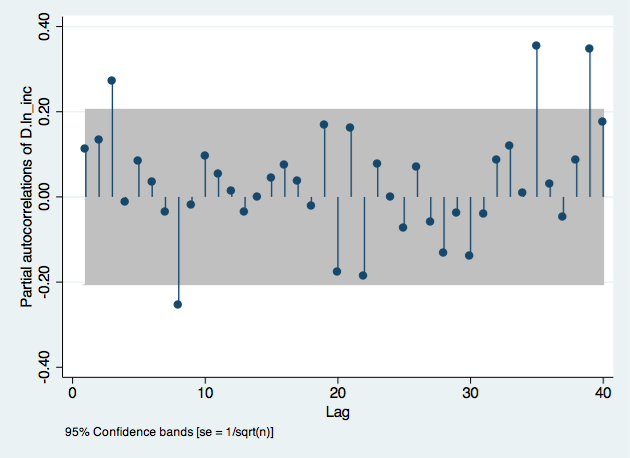 Partial autocorrelations of D.ln_inc
0.40
0.20
0.00
-0.20
-0.40
0 10 20 30 40
Lag
95% Confidence bands [se = 1/sqrt(n)]